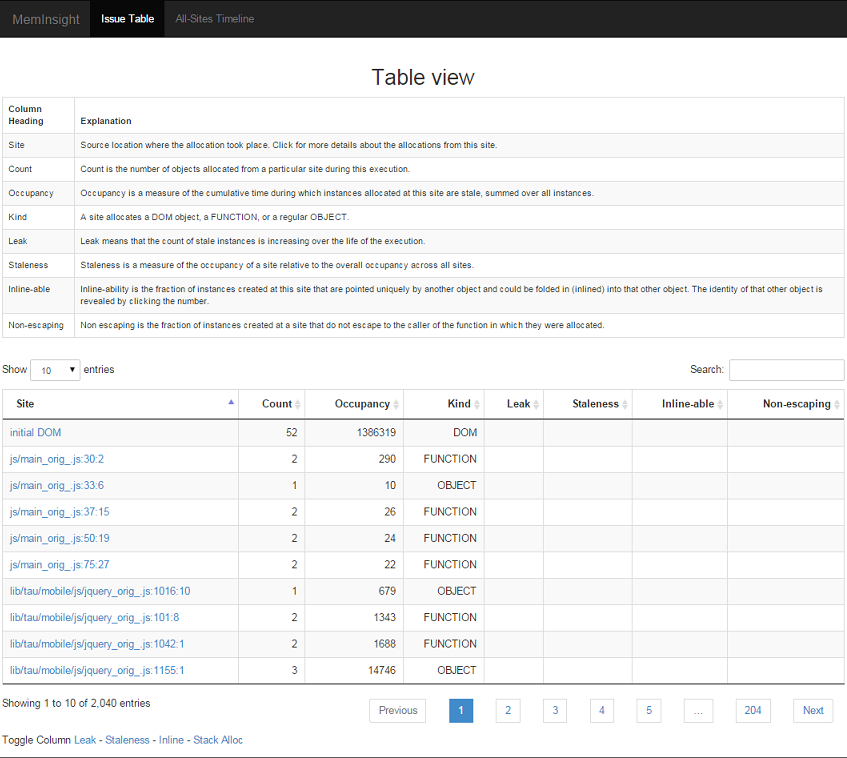 MemInsight Issue Table All-Sites Timeline
Table view
Column Heading Explanation
Site Source location where the allocation took place. Click for more details about the allocations from this site.
Count Count is the number of objects allocated from a particular site during this execution.
Occupancy Occupancy is a measure of the cumulative time during which instances allocated at this site are stale, summed over all instances.
Kind A site allocates a DOM object, a FUNCTION, or a regular OBJECT.
Leak Leak means that the count of stale instances is increasing over the life of the execution.
Staleness Staleness is a measure of the occupancy of a site relative to the overall occupancy across all sites.
Inline-able Inline-ability is the fraction of instances created at this site that are pointed uniquely by another object and could be folded in (inlined) into that other object. The identity of that other object is
revealed by clicking the number.
Non-escaping Non escaping is the fraction of instances created at a site that do not escape to the caller of the function in which they were allocated.
Show 10 entries Search:
Site Count Occupancy Kind Leak Staleness Inline-able Non-escaping
initial DOM 52 1386319 DOM
js/main_orig_.js:30:2 2 290 FUNCTION
js/main_orig_.js:33:6 1 10 OBJECT
js/main_orig_.js:37:15 2 26 FUNCTION
js/main_orig_.js:50:19 2 24 FUNCTION
js/main_orig_.js:75:27 2 22 FUNCTION
lib/tau/mobile/js/jquery_orig_.js:1016:10 1 679 OBJECT
lib/tau/mobile/js/jquery_orig_.js:101:8 2 1343 FUNCTION
lib/tau/mobile/js/jquery_orig_.js:1042:1 2 1688 FUNCTION
lib/tau/mobile/js/jquery_orig_.js:1155:1 3 14746 OBJECT
Showing 1 to 10 of 2,040 entries Previous 1 2 3 4 5 ... 204 Next
Toggle Column Leak - Staleness - Inline - Stack Alloc